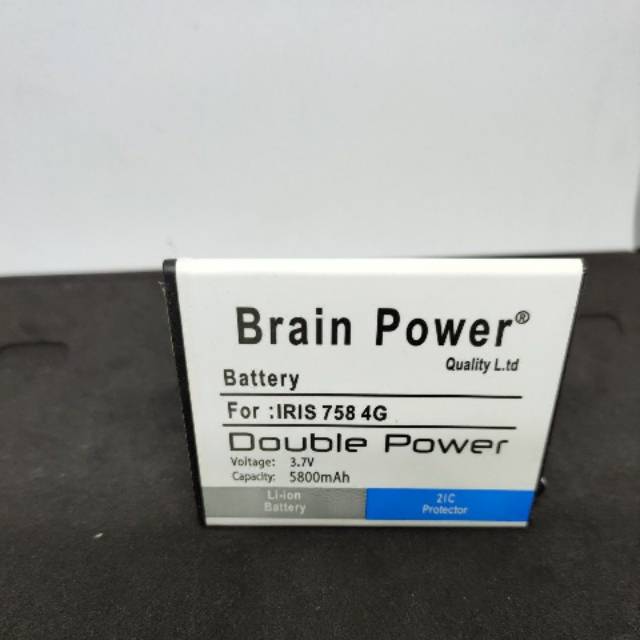 Brain Power®
Quality L.td
Battery
For : IRIS 758 4G
Double Power
Voltage: 3.7V
Capacity: 5800mAh
Li-ion
Battery
2IC
Protector